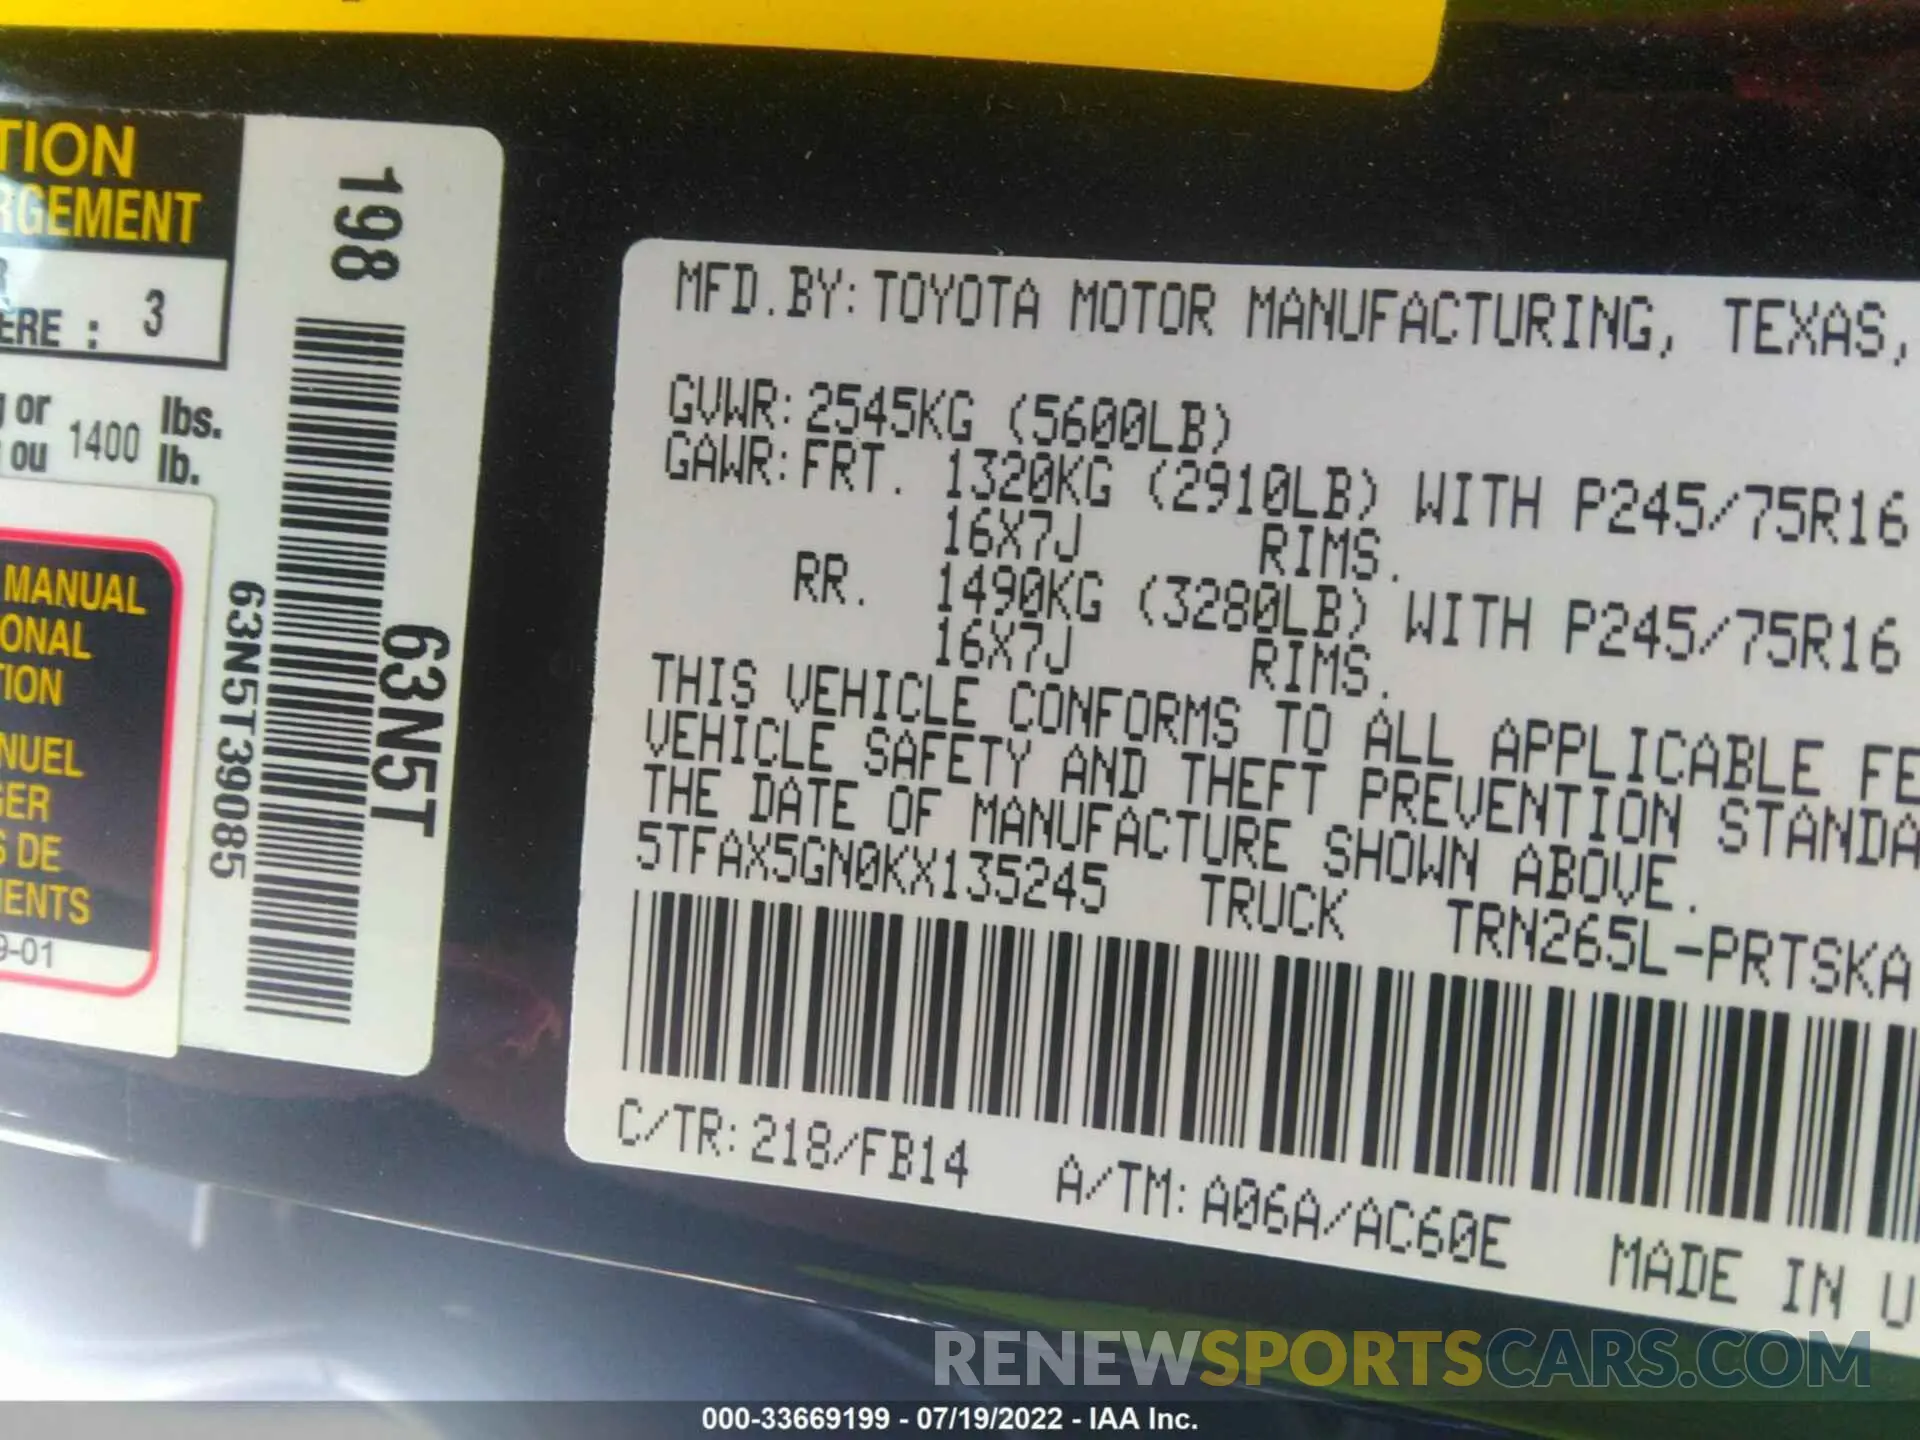 TION
RGEMENT
ERE : 3
or 1400 lbs.
ou lb.
MANUAL
ONAL
TION
NUEL
GER
S DE
MENTS
9-01
198
63N5T
63N5T39085
MFD.BY: TOYOTA MOTOR MANUFACTURING, TEXAS,
GVWR: 2545KG (5600LB)
GAWR: FRT. 1320KG (2910LB) WITH P245/75R16
16X7J RIMS.
RR. 1490KG (3280LB) WITH P245/75R16
16X7J RIMS.
THIS VEHICLE CONFORMS TO ALL APPLICABLE FE
VEHICLE SAFETY AND THEFT PREVENTION STANDA
THE DATE OF MANUFACTURE SHOWN ABOVE.
5TFAX5GN0KX135245 TRUCK TRN265L-PRTSKA
C/TR: 218/FB14 A/TM: A06A/AC60E MADE IN U
RENEWSPORTSCARS.COM
000-33669199 - 07/19/2022 - IAA Inc.